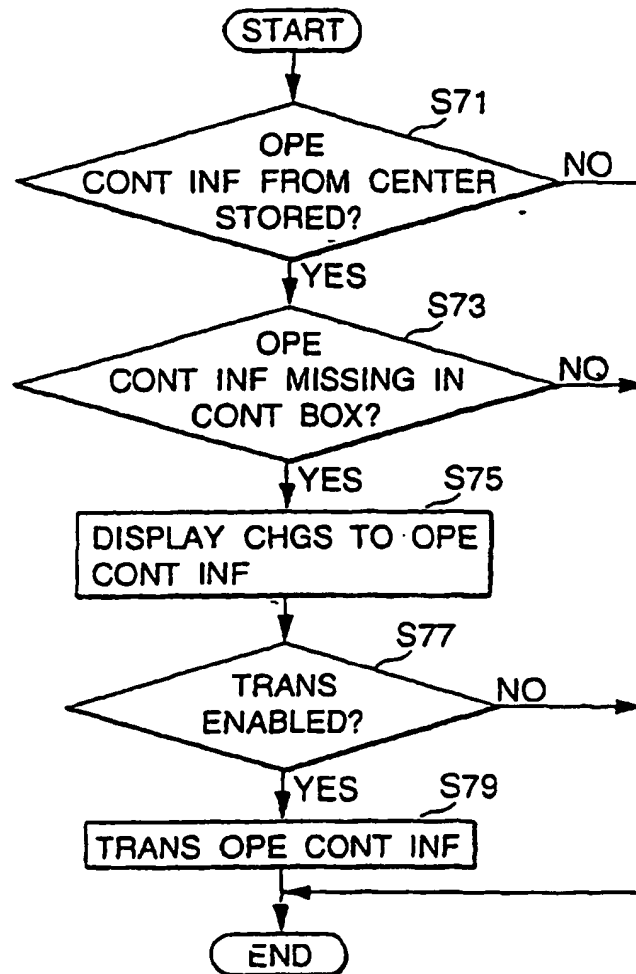 START
S71
OPE
CONT INF FROM CENTER
STORED?
NO
YES
S73
OPE
CONT INF MISSING IN
CONT BOX?
NO
YES
S75
DISPLAY CHGS TO OPE
CONT INF
S77
TRANS
ENABLED?
NO
YES
S79
TRANS OPE CONT INF
END